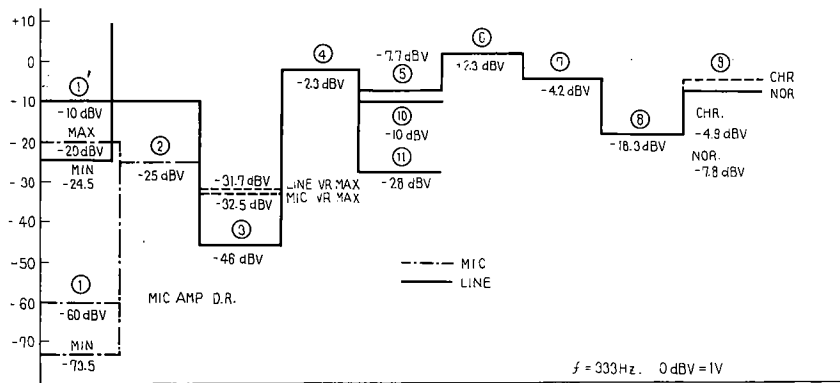 +10
0
-10
-20
-30
-40
-50
-60
-70
①'
-10 dBV
MAX
-20 dBV
MIN
-24.5
①
-60 dBV
MIN
-73.5
②
-25 dBV
MIC AMP D.R.
-31.7 dBV
LINE VR MAX
-32.5 dBV
MIC VR MAX
③
-46 dBV
④
-2.3 dBV
-7.7 dBV
⑤
⑩
-10 dBV
⑪
-28 dBV
⑥
+2.3 dBV
⑦
-4.2 dBV
⑧
-18.3 dBV
⑨
CHR
NOR
CHR.
-4.9 dBV
NOR.
-7.8 dBV
MIC
LINE
f = 333Hz. 0 dBV = 1V